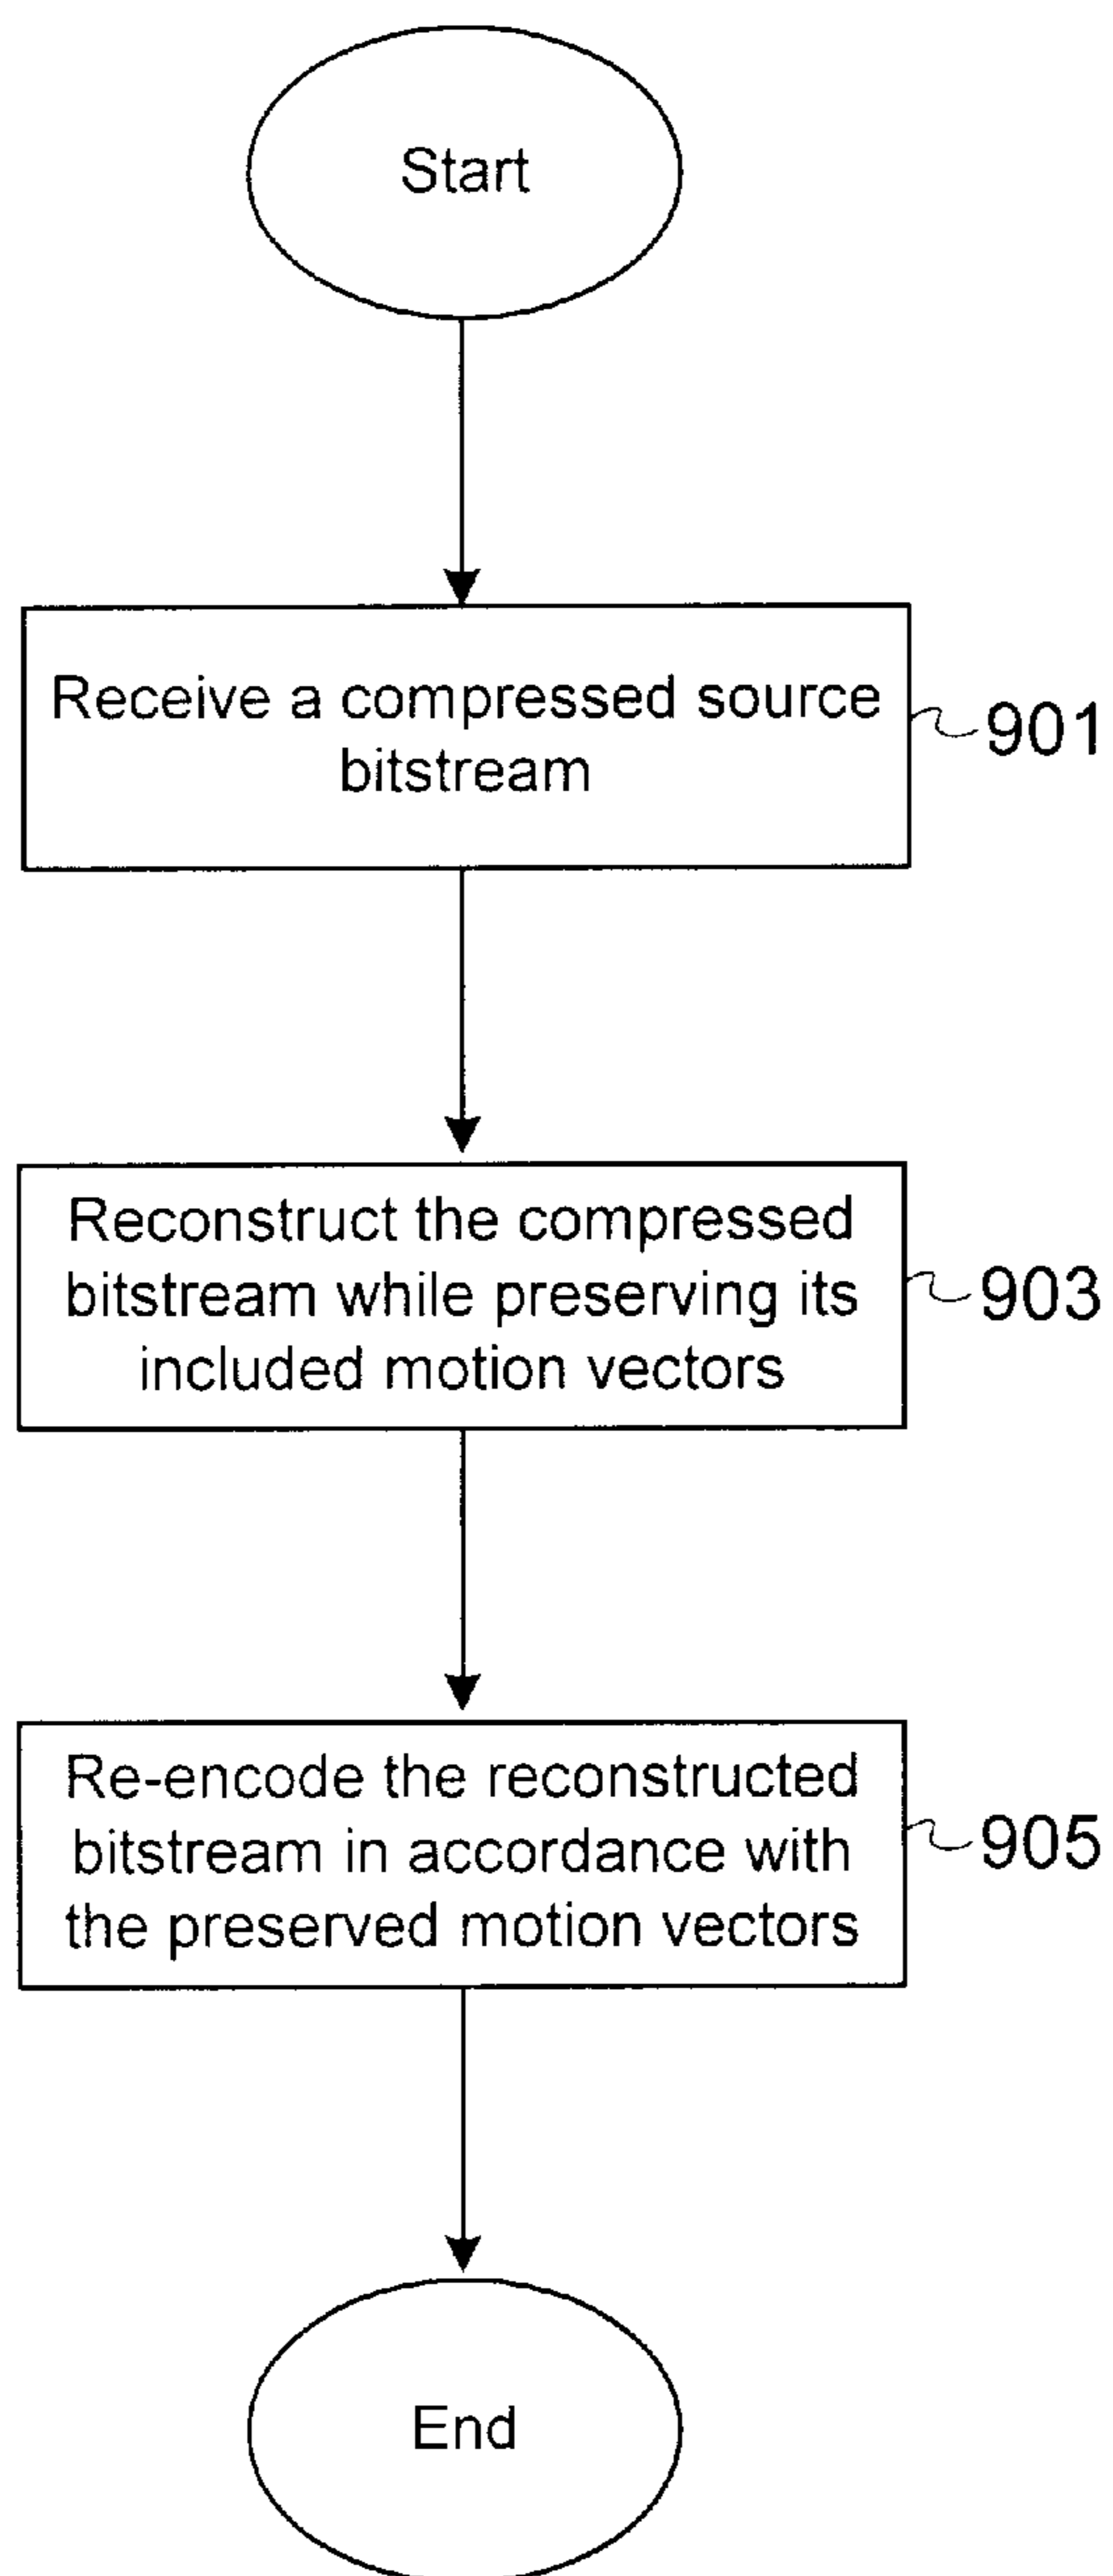 Start
Receive a compressed source
bitstream
901
Reconstruct the compressed
bitstream while preserving its
included motion vectors
903
Re-encode the reconstructed
bitstream in accordance with
the preserved motion vectors
905
End